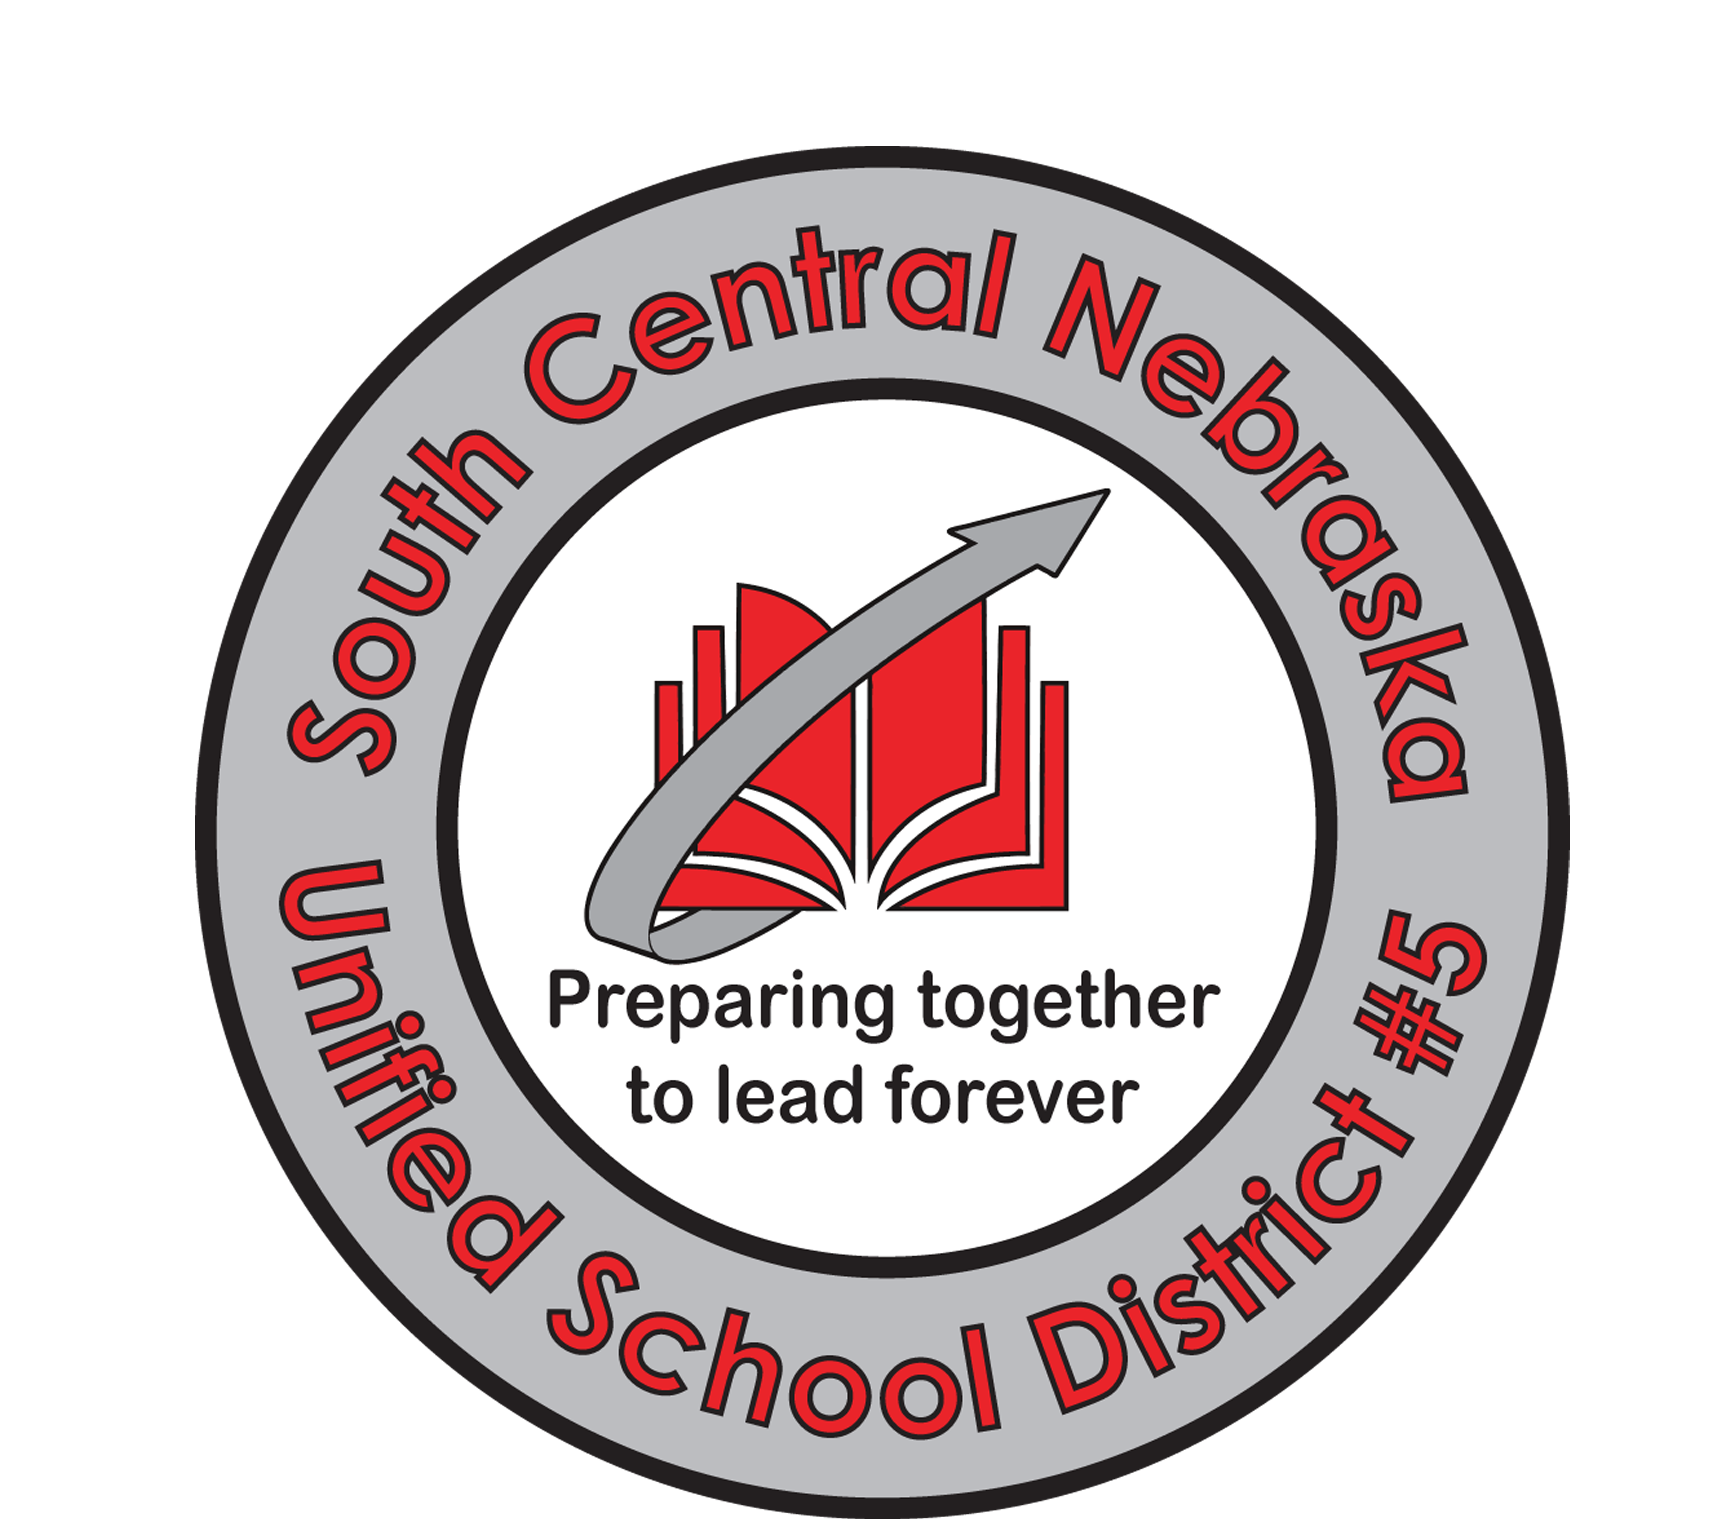 South Central Nebraska
Unified School District #5
Preparing together
to lead forever